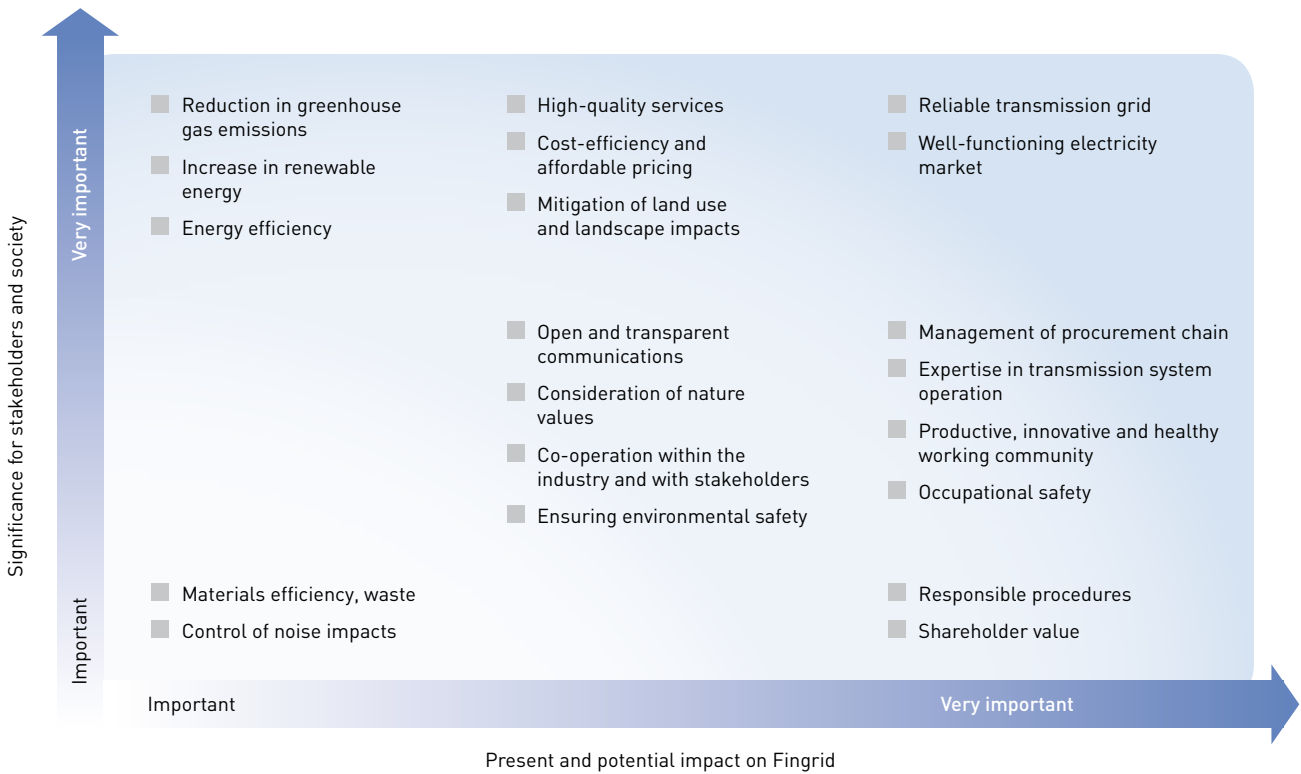 Significance for stakeholders and society
Very important
Important
Reduction in greenhouse
gas emissions
Increase in renewable
energy
Energy efficiency
High-quality services
Cost-efficiency and
affordable pricing
Mitigation of land use
and landscape impacts
Reliable transmission grid
Well-functioning electricity
market
Open and transparent
communications
Consideration of nature
values
Co-operation within the
industry and with stakeholders
Ensuring environmental safety
Management of procurement chain
Expertise in transmission system
operation
Productive, innovative and healthy
working community
Occupational safety
Materials efficiency, waste
Control of noise impacts
Responsible procedures
Shareholder value
Important
Very important
Present and potential impact on Fingrid